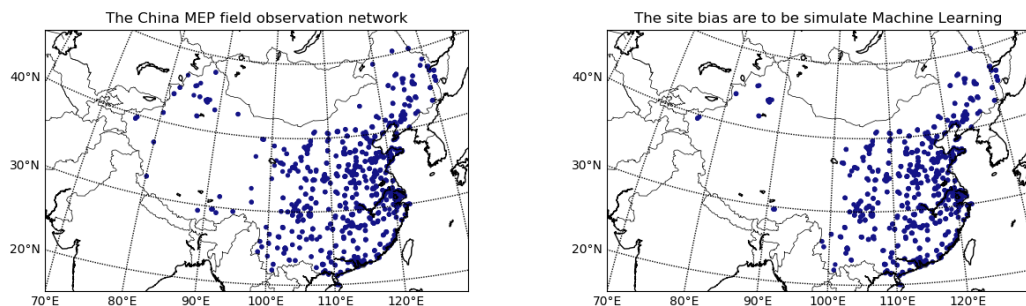 The China MEP field observation network
The site bias are to be simulate Machine Learning
40°N
30°N
20°N
70°E 80°E 90°E 100°E 110°E 120°E
40°N
30°N
20°N
70°E 80°E 90°E 100°E 110°E 120°E